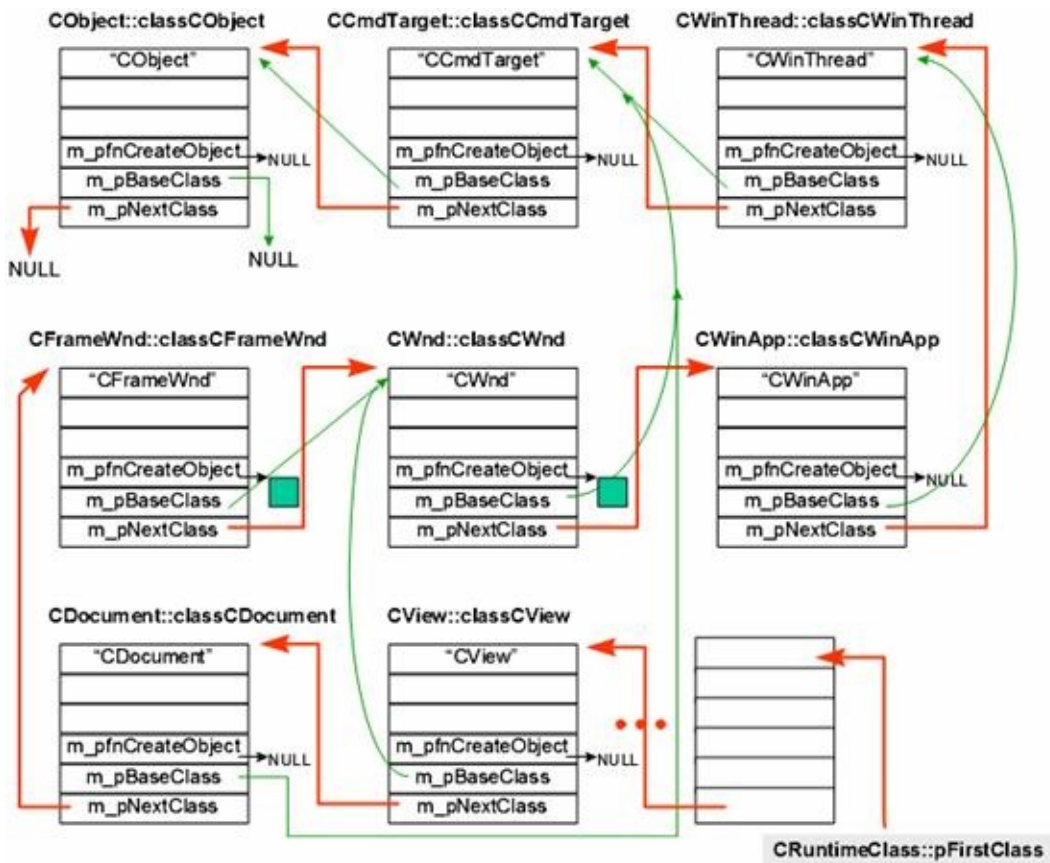 CObject::classCObject
"CObject"
m_pfnCreateObject
NULL
m_pBaseClass
m_pNextClass
NULL
NULL
CCmdTarget::classCCmdTarget
"CCmdTarget"
m_pfnCreateObject
NULL
m_pBaseClass
m_pNextClass
CWinThread::classCWinThread
"CWinThread"
m_pfnCreateObject
NULL
m_pBaseClass
m_pNextClass
CFrameWnd::classCFrameWnd
"CFrameWnd"
m_pfnCreateObject
m_pBaseClass
m_pNextClass
CWnd::classCWnd
"CWnd"
m_pfnCreateObject
m_pBaseClass
m_pNextClass
CWinApp::classCWinApp
"CWinApp"
m_pfnCreateObject
NULL
m_pBaseClass
m_pNextClass
CDocument::classCDocument
"CDocument"
m_pfnCreateObject
NULL
m_pBaseClass
m_pNextClass
CView::classCView
"CView"
m_pfnCreateObject
NULL
m_pBaseClass
m_pNextClass
CRuntimeClass::pFirstClass